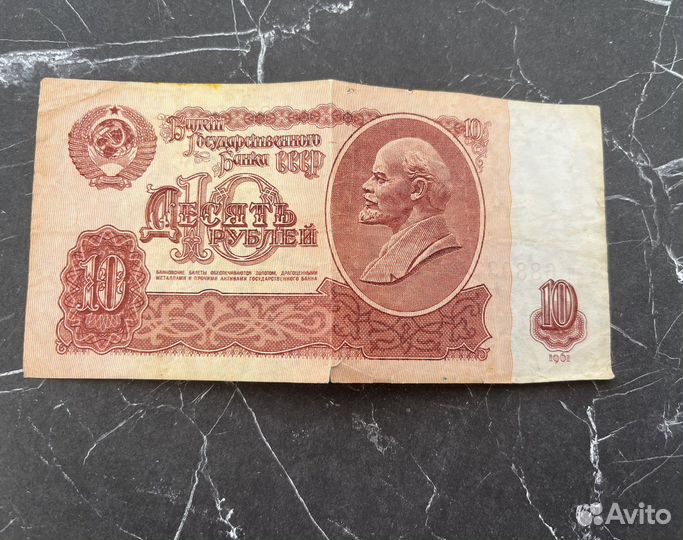 Билет
Государственного
Банка СССР
10
10
Десять
рублей
БАНКОВСКИЕ БИЛЕТЫ ОБЕСПЕЧИВАЮТСЯ ЗОЛОТОМ, ДРАГОЦЕННЫМИ
МЕТАЛЛАМИ И ПРОЧИМИ АКТИВАМИ ГОСУДАРСТВЕННОГО БАНКА
10
10
1961
Avito